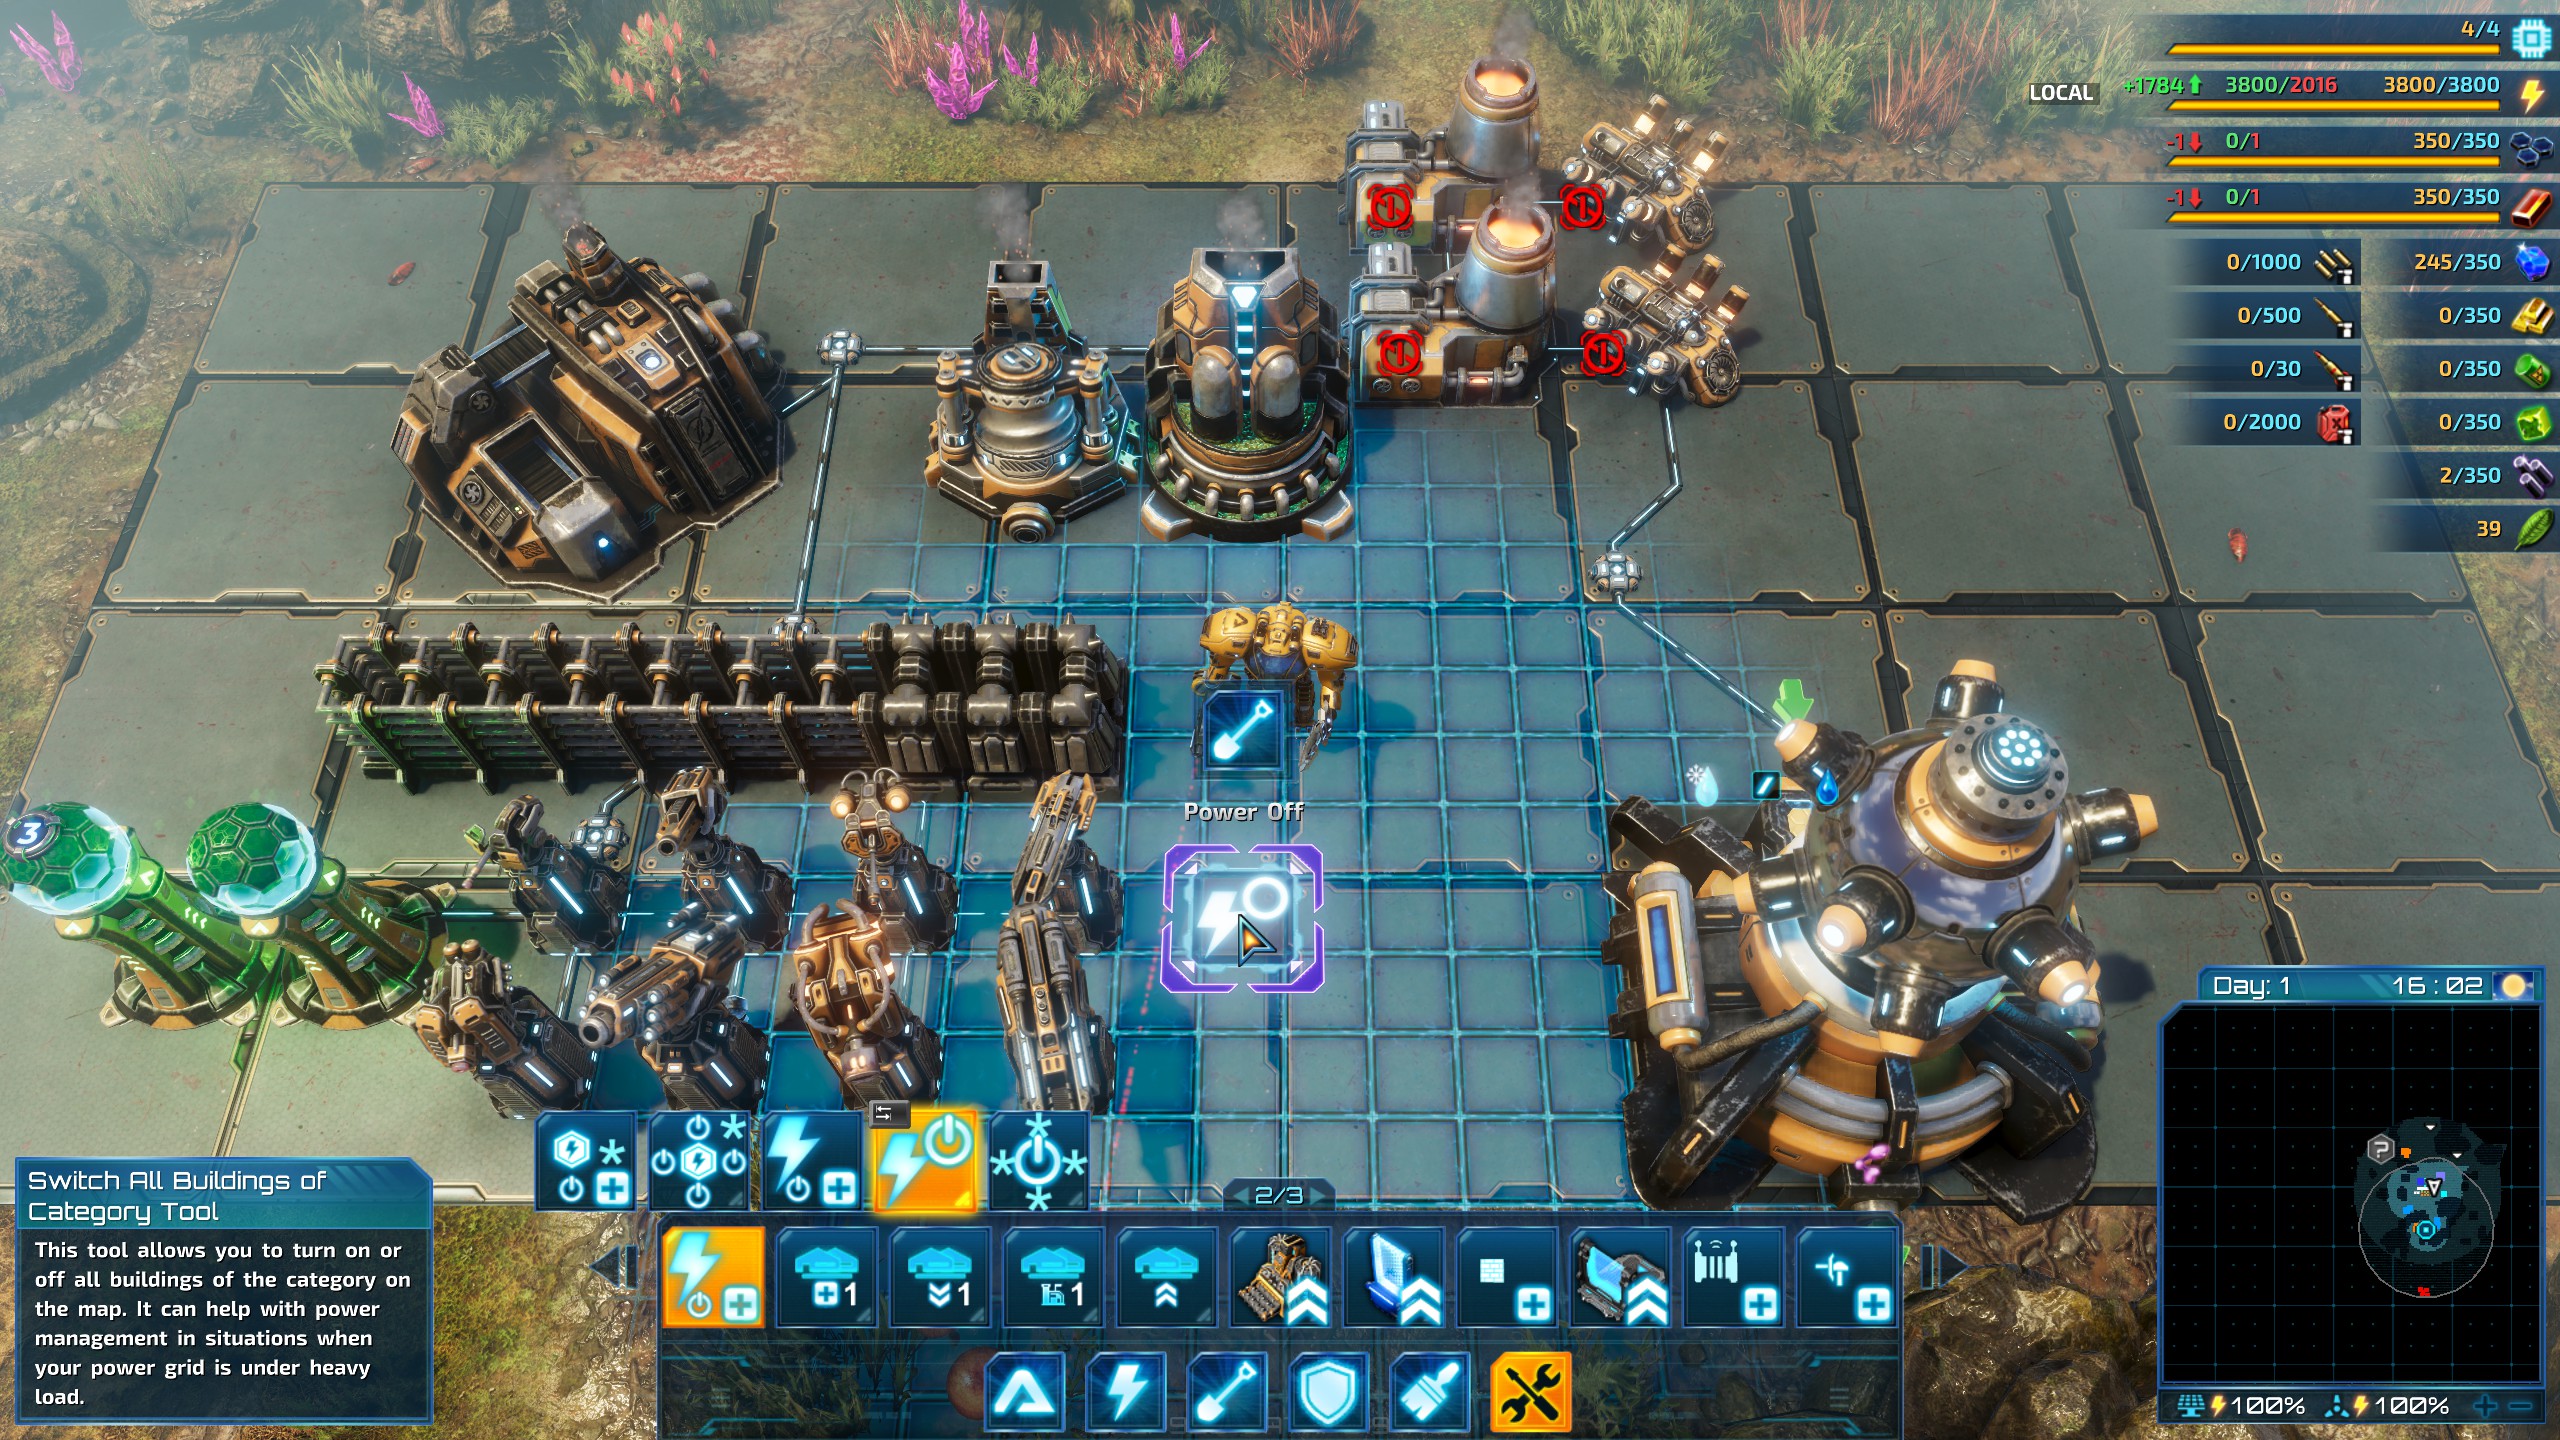 4/4
LOCAL
+1784 3800/2016 3800/3800
-1 0/1 350/350
-1 0/1 350/350
0/1000 245/350
0/500 0/350
0/30 0/350
0/2000 0/350
2/350
39
Power Off
3
Day: 1 16:02
Switch All Buildings of
Category Tool
This tool allows you to turn on or
off all buildings of the category on
the map. It can help with power
management in situations when
your power grid is under heavy
load.
2/3
1
1
1
?
100% 100%